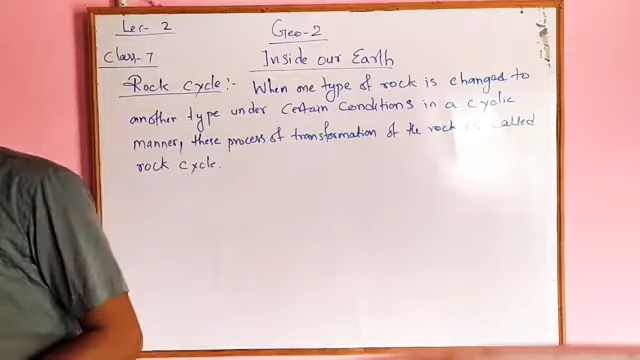 Lec- 2
Geo-2
Class-7
Inside our Earth
Rock cycle:- When one type of rock is changed to
another type under certain conditions in a cyclic
manner, these process of transformation of the rock is called
rock cycle.